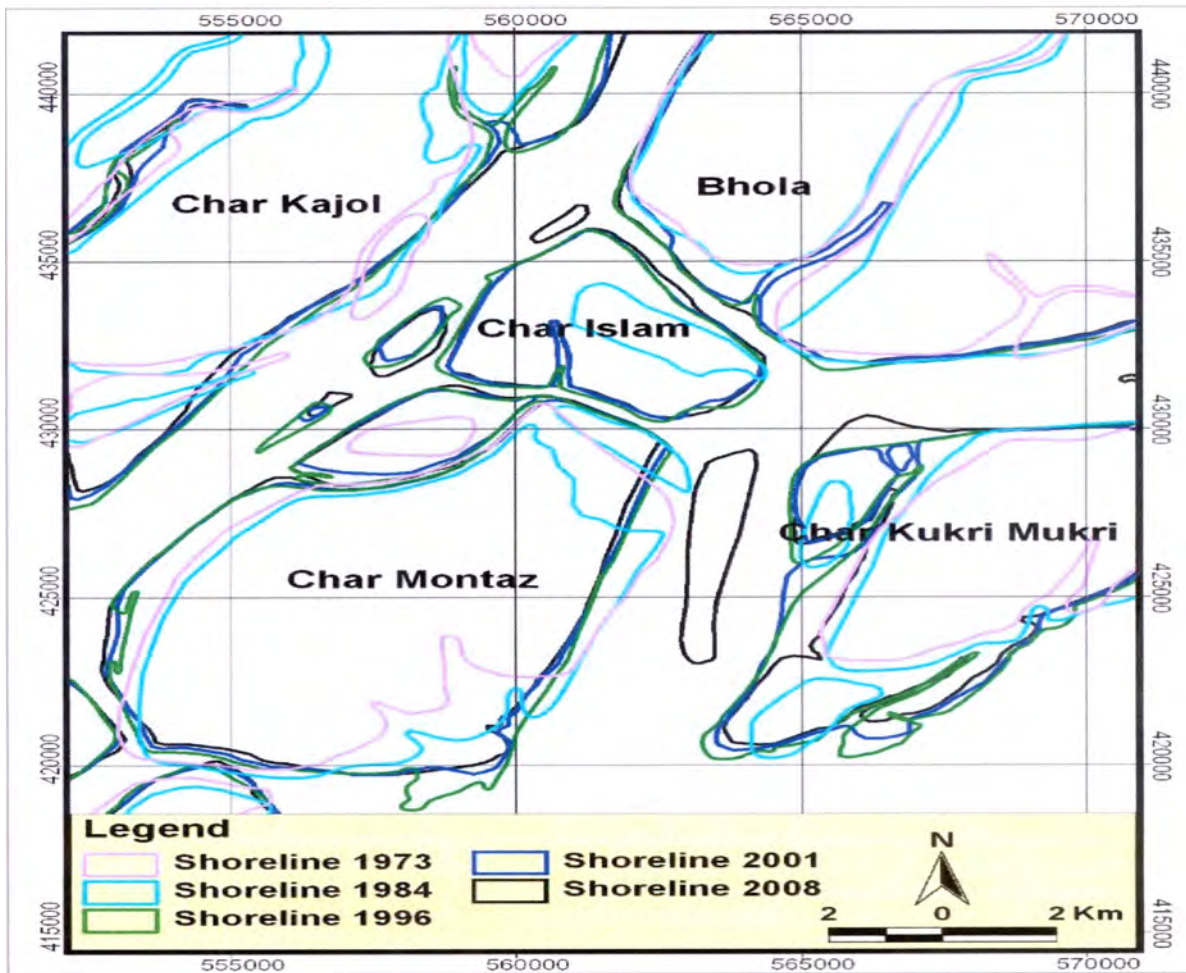 555000 560000 565000 570000
440000 440000
Char Kajol Bhola
435000 435000
Char Islam
430000 430000
Char Kukri Mukri
Char Montaz
425000 425000
420000 420000
Legend
Shoreline 1973 Shoreline 2001
Shoreline 1984 Shoreline 2008
Shoreline 1996
N
2 0 2 Km
415000 415000
555000 560000 565000 570000